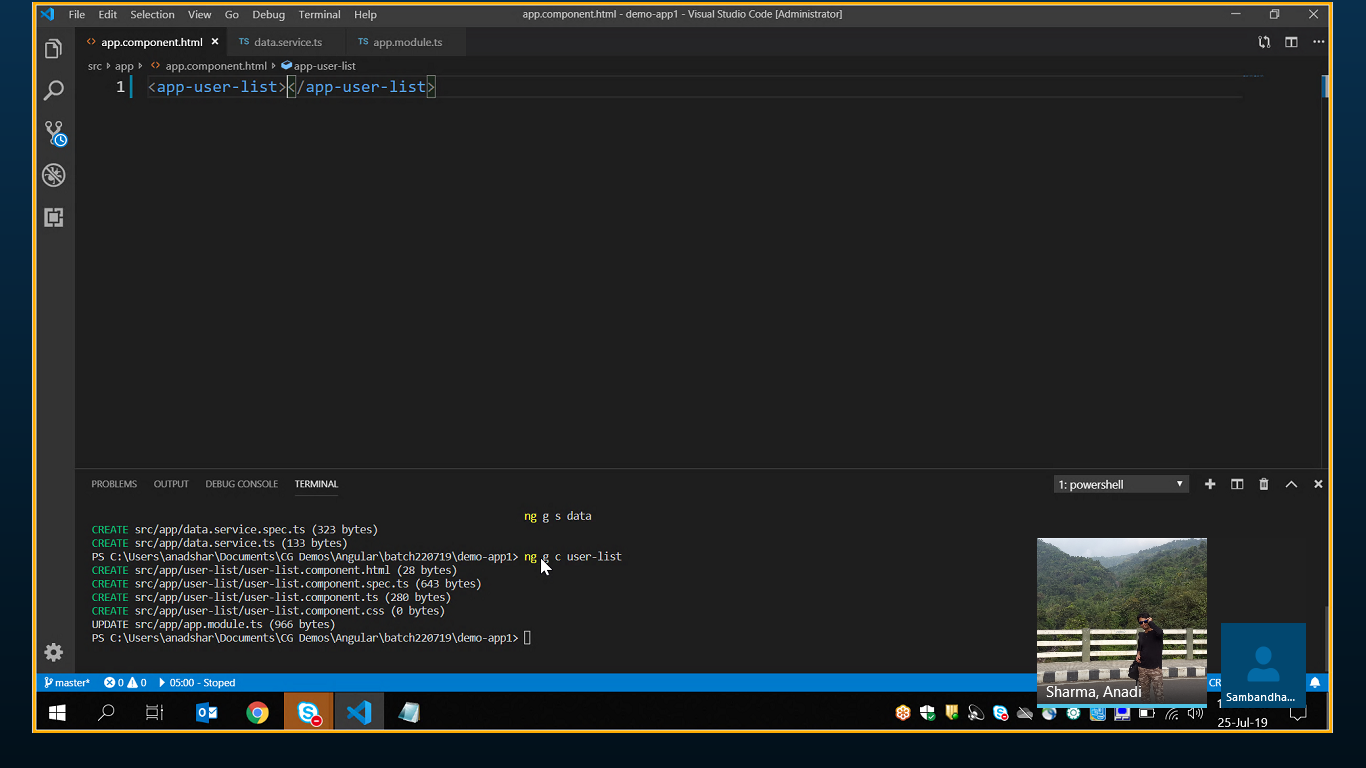 File Edit Selection View Go Debug Terminal Help
app.component.html - demo-app1 - Visual Studio Code [Administrator]
app.component.html
TS data.service.ts
TS app.module.ts
src app app.component.html app-user-list
1 <app-user-list></app-user-list>
PROBLEMS OUTPUT DEBUG CONSOLE TERMINAL
1: powershell
ng g s data
CREATE src/app/data.service.spec.ts (323 bytes)
CREATE src/app/data.service.ts (133 bytes)
PS C:\Users\anadshar\Documents\CG Demos\Angular\batch220719\demo-app1> ng g c user-list
CREATE src/app/user-list/user-list.component.html (28 bytes)
CREATE src/app/user-list/user-list.component.spec.ts (643 bytes)
CREATE src/app/user-list/user-list.component.ts (280 bytes)
CREATE src/app/user-list/user-list.component.css (0 bytes)
UPDATE src/app/app.module.ts (966 bytes)
PS C:\Users\anadshar\Documents\CG Demos\Angular\batch220719\demo-app1>
Sharma, Anadi
Sambandha...
master* 0 0 05:00 - Stoped
CR
25-Jul-19